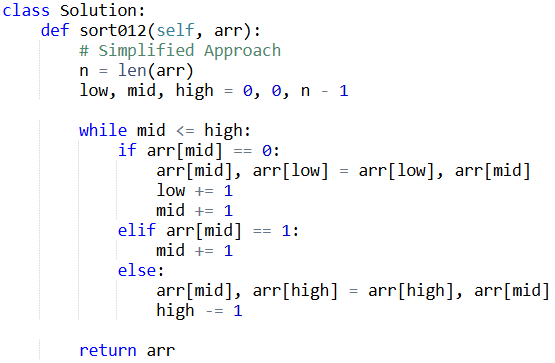 class Solution:
    def sort012(self, arr):
        # Simplified Approach
        n = len(arr)
        low, mid, high = 0, 0, n - 1

        while mid <= high:
            if arr[mid] == 0:
                arr[mid], arr[low] = arr[low], arr[mid]
                low += 1
                mid += 1
            elif arr[mid] == 1:
                mid += 1
            else:
                arr[mid], arr[high] = arr[high], arr[mid]
                high -= 1

        return arr